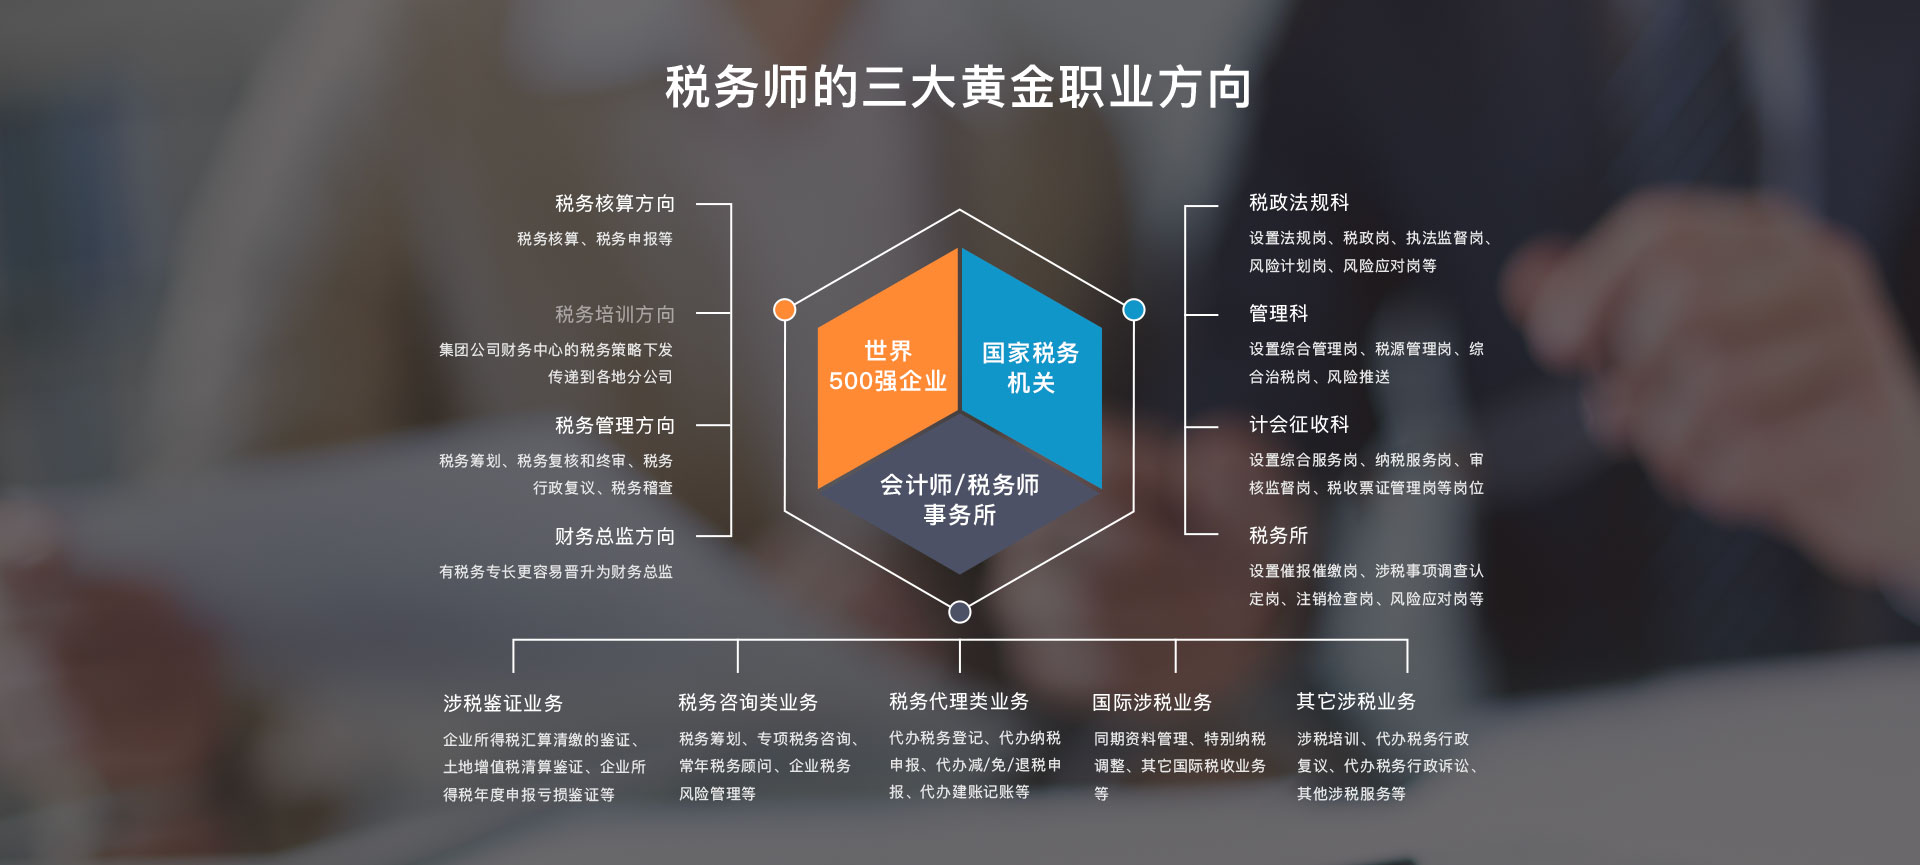 税务师的三大黄金职业方向
税务核算方向
税务核算、税务申报等
税务培训方向
集团公司财务中心的税务策略下发
传递到各地分公司
税务管理方向
税务筹划、税务复核和终审、税务
行政复议、税务稽查
财务总监方向
有税务专长更容易晋升为财务总监
世界
500强企业
国家税务
机关
会计师/税务师
事务所
税政法规科
设置法规岗、税政岗、执法监督岗、
风险计划岗、风险应对岗等
管理科
设置综合管理岗、税源管理岗、综
合治税岗、风险推送
计会征收科
设置综合服务岗、纳税服务岗、审
核监督岗、税收票证管理岗等岗位
税务所
设置催报催缴岗、涉税事项调查认
定岗、注销检查岗、风险应对岗等
涉税鉴证业务
企业所得税汇算清缴的鉴证、
土地增值税清算鉴证、企业所
得税年度申报亏损鉴证等
税务咨询类业务
税务筹划、专项税务咨询、
常年税务顾问、企业税务
风险管理等
税务代理类业务
代办税务登记、代办纳税
申报、代办减/免/退税申
报、代办建账记账等
国际涉税业务
同期资料管理、特别纳税
调整、其它国际税收业务
等
其它涉税业务
涉税培训、代办税务行政
复议、代办税务行政诉讼、
其他涉税服务等